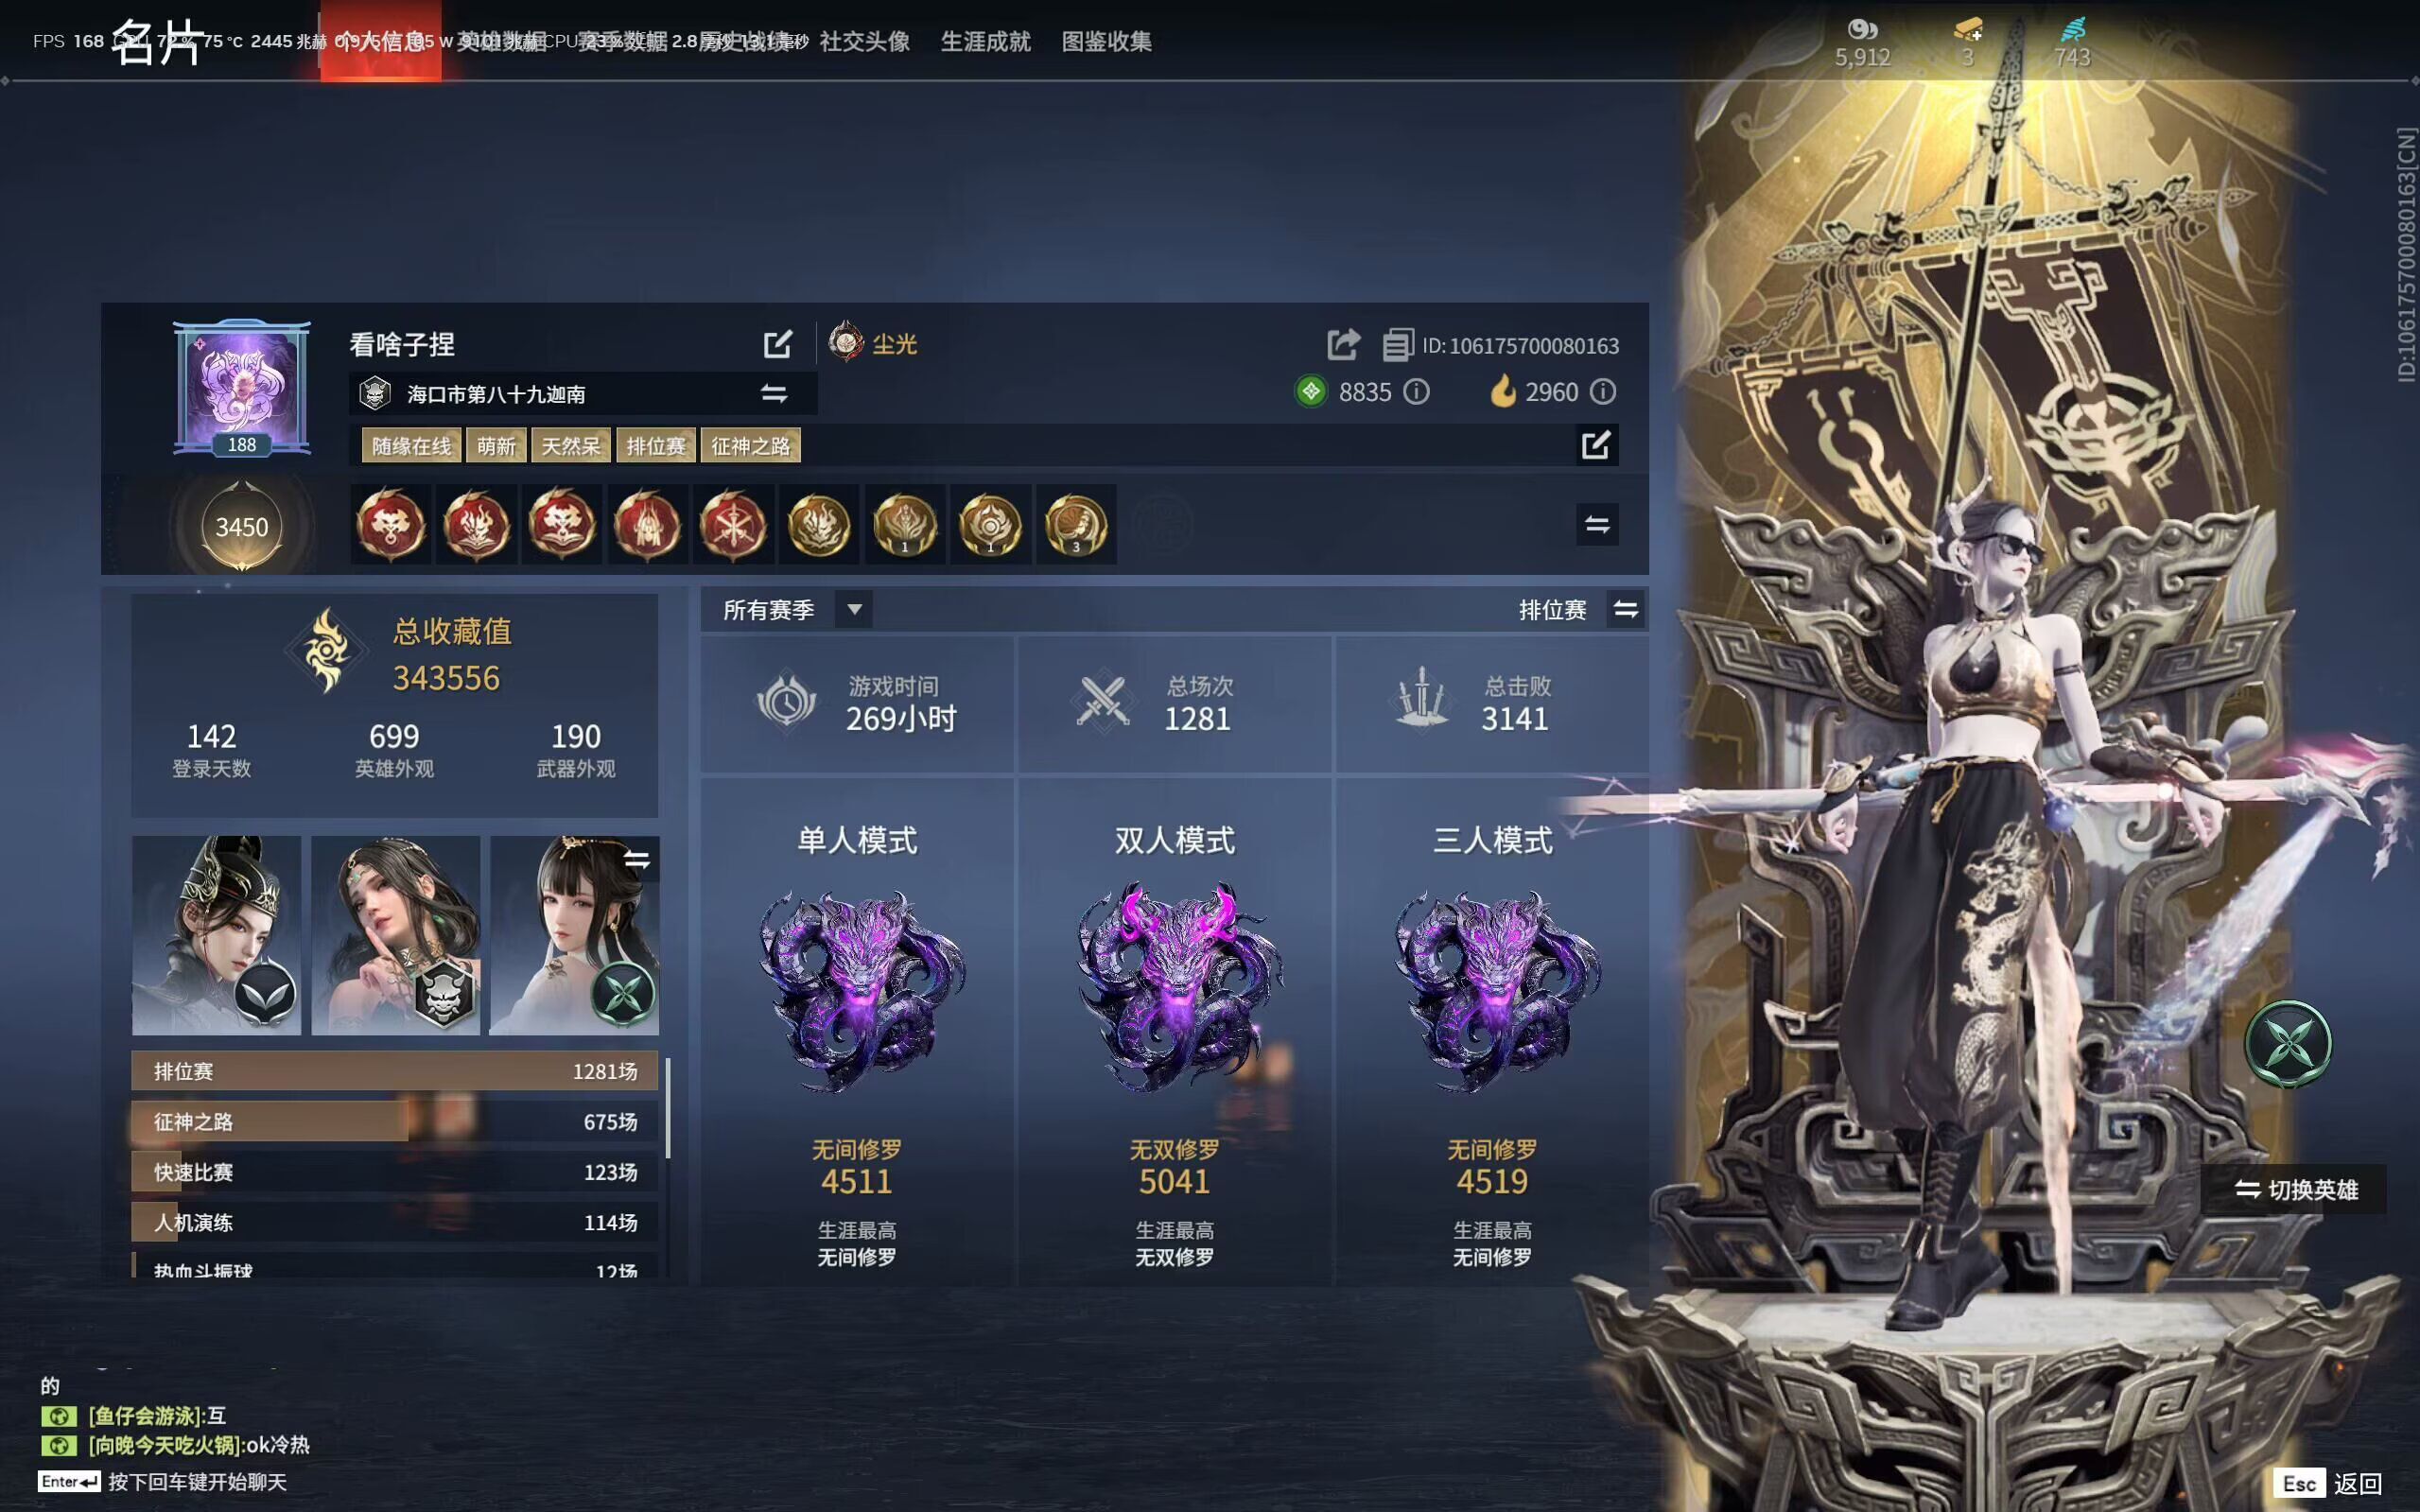 FPS 168 GPU 72% 75℃ 2445兆赫
名片
个人信息 英雄数据 赛季数据 历史战绩 社交头像 生涯成就 图鉴收集
5,912 3 743
ID:106175700080163[CN]
看啥子捏
尘光
ID:106175700080163
海口市第八十九迦南
8835 2960
188
随缘在线 萌新 天然呆 排位赛 征神之路
3450
1 1 3
总收藏值
343556
142 699 190
登录天数 英雄外观 武器外观
所有赛季 排位赛
游戏时间 总场次 总击败
269小时 1281 3141
单人模式 双人模式 三人模式
无间修罗 无双修罗 无间修罗
4511 5041 4519
生涯最高 生涯最高 生涯最高
无间修罗 无双修罗 无间修罗
排位赛 1281场
征神之路 675场
快速比赛 123场
人机演练 114场
热血斗振球 12场
切换英雄
的
[鱼仔会游泳]:互
[向晚今天吃火锅]:ok冷热
Enter 按下回车键开始聊天
Esc 返回